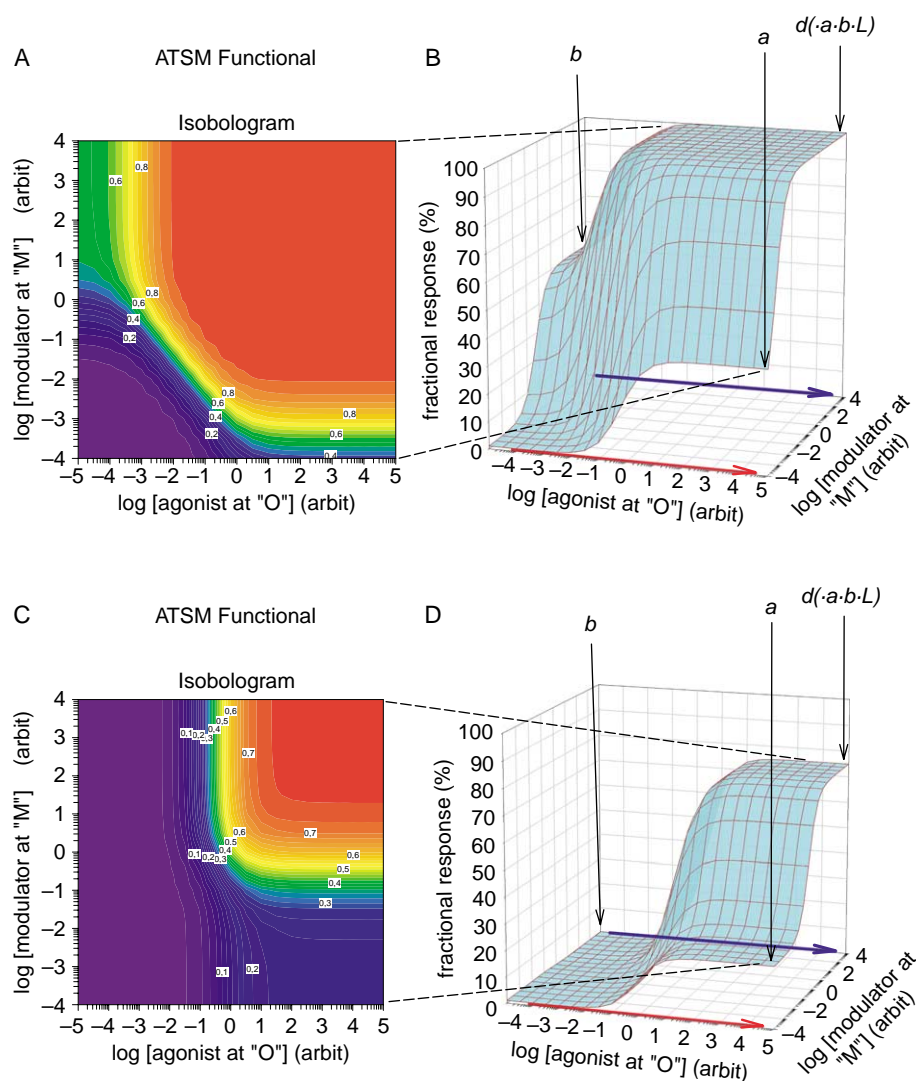 A
ATSM Functional
Isobologram
log [modulator at "M"] (arbit)
4
3
2
1
0
−1
−2
−3
−4
−5 −4 −3 −2 −1 0 1 2 3 4 5
log [agonist at "O"] (arbit)
0,6
0,8
0,8
0,6
0,4
0,2
0,8
0,6
0,4
0,2
0,8
0,6
0,4
B
b
a
d(·a·b·L)
fractional response (%)
100
90
80
70
60
50
40
30
20
10
0
−4 −3 −2 −1 0 1 2 3 4 5
log [agonist at "O"] (arbit)
4
2
0
−2
−4
log [modulator at
"M"] (arbit)
C
ATSM Functional
Isobologram
log [modulator at "M"] (arbit)
4
3
2
1
0
−1
−2
−3
−4
−5 −4 −3 −2 −1 0 1 2 3 4 5
log [agonist at "O"] (arbit)
0,6
0,5
0,4
0,3
0,2
0,1
0,7
0,7
0,6
0,5
0,4
0,3
0,2
0,1
0,6
0,5
0,4
0,3
0,1
0,2
D
b
a
d(·a·b·L)
fractional response (%)
100
90
80
70
60
50
40
30
20
10
0
−4 −3 −2 −1 0 1 2 3 4 5
log [agonist at "O"] (arbit)
4
2
0
−2
−4
log [modulator at
"M"] (arbit)